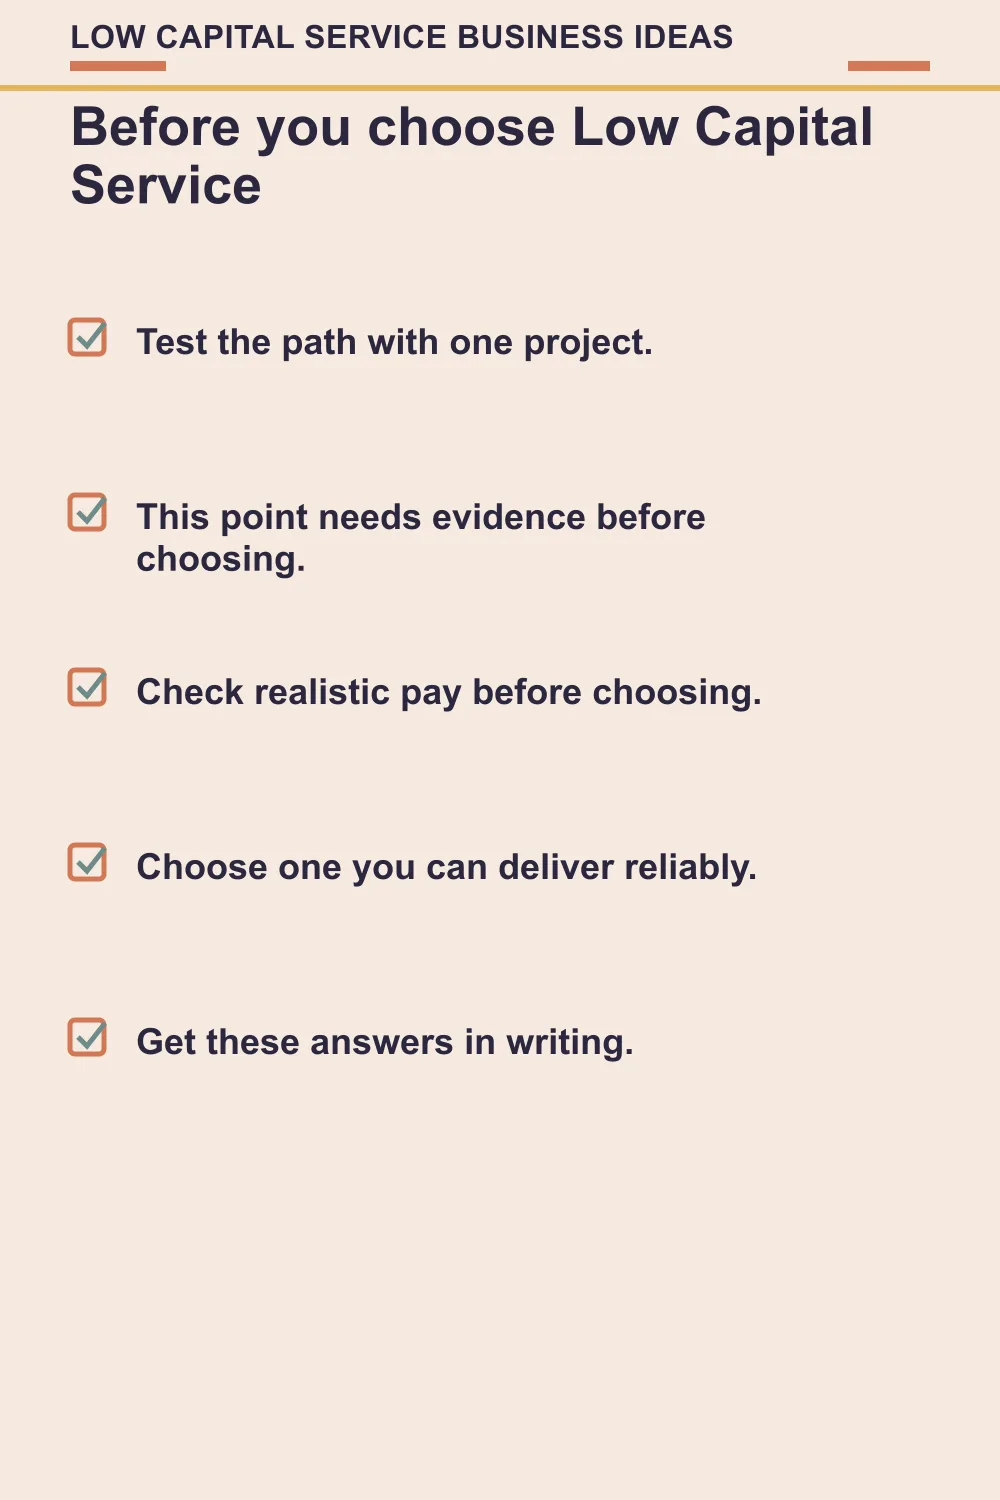 LOW CAPITAL SERVICE BUSINESS IDEAS
Before you choose Low Capital
Service
Test the path with one project.
This point needs evidence before
choosing.
Check realistic pay before choosing.
Choose one you can deliver reliably.
Get these answers in writing.